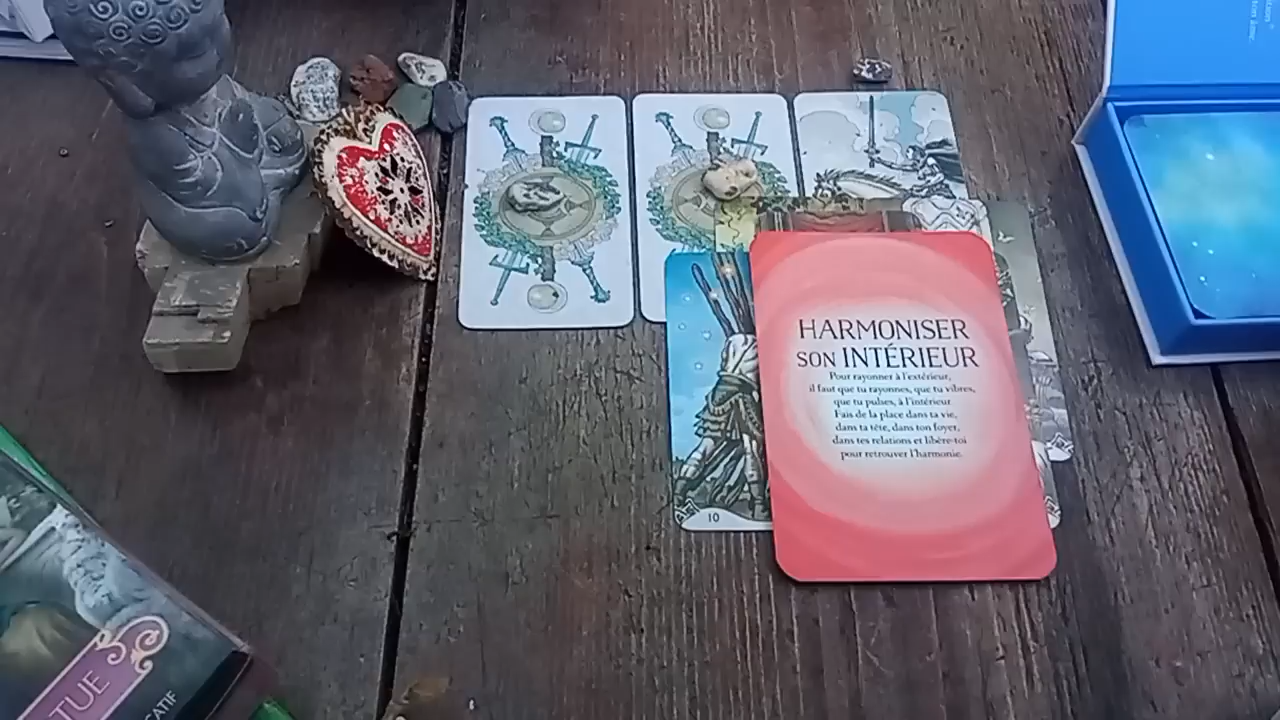 HARMONISER
SON INTÉRIEUR
Pour rayonner à l'extérieur,
il faut que tu rayonnes, que tu vibres,
que tu pulses, à l'intérieur.
Fais de la place dans ta vie,
dans ta tête, dans ton foyer,
dans tes relations et libère-toi
pour retrouver l'harmonie.
10
TUE
CATIF